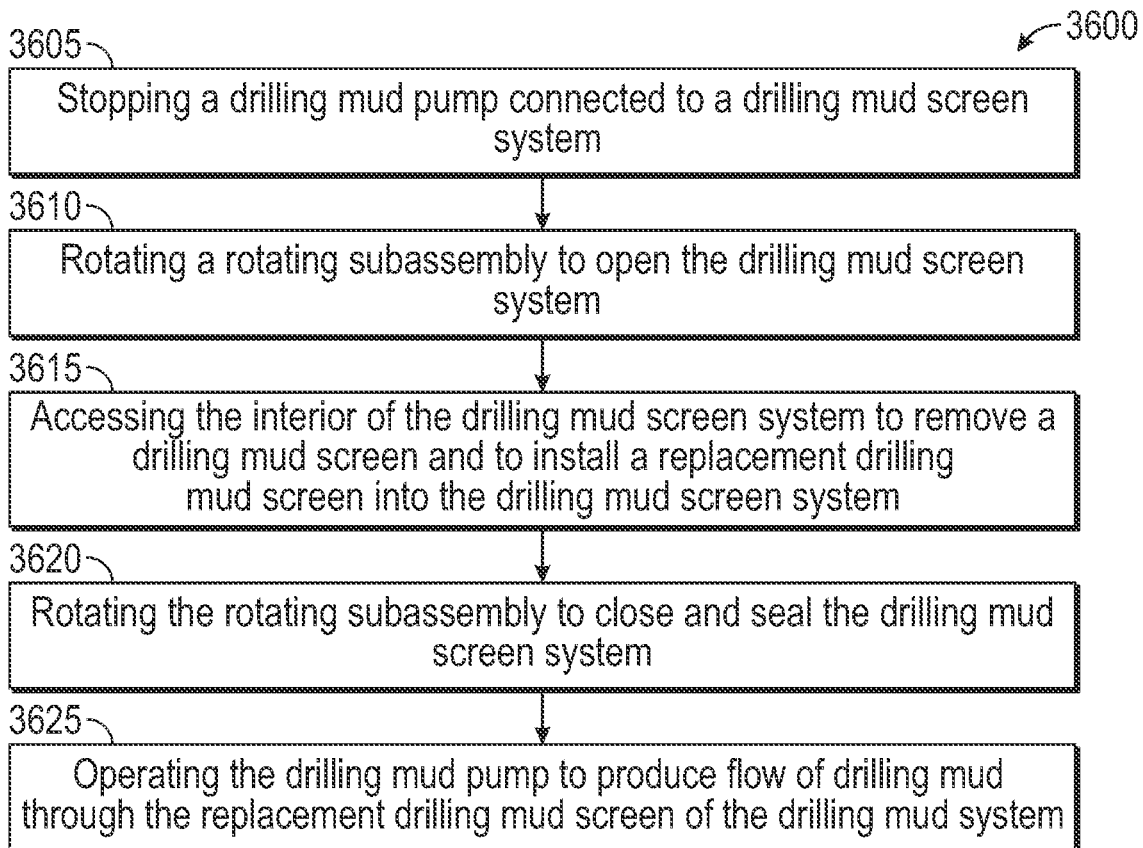 3600
3605
Stopping a drilling mud pump connected to a drilling mud screen
system
3610
Rotating a rotating subassembly to open the drilling mud screen
system
3615
Accessing the interior of the drilling mud screen system to remove a
drilling mud screen and to install a replacement drilling
mud screen into the drilling mud screen system
3620
Rotating the rotating subassembly to close and seal the drilling mud
screen system
3625
Operating the drilling mud pump to produce flow of drilling mud
through the replacement drilling mud screen of the drilling mud system